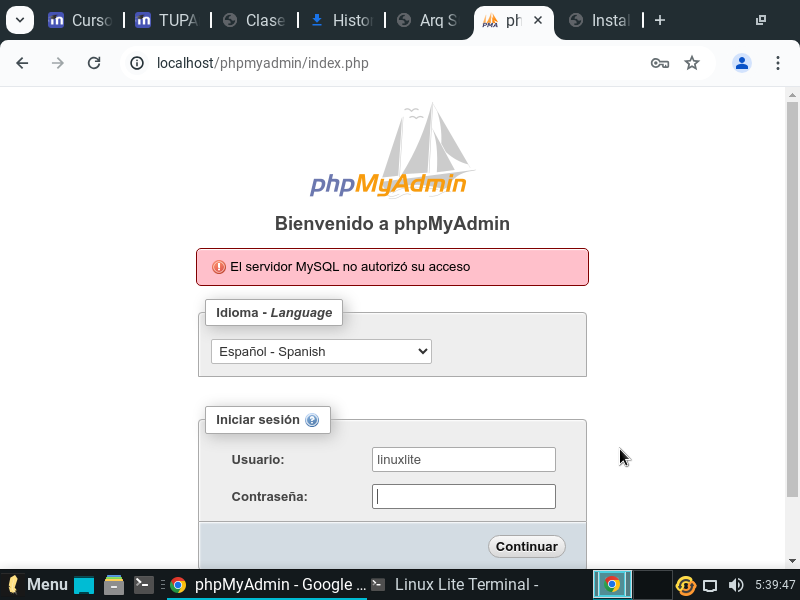 Curso
TUPA
Clase
Histor
Arq S
ph
Instal
localhost/phpmyadmin/index.php
phpMyAdmin
Bienvenido a phpMyAdmin
El servidor MySQL no autorizó su acceso
Idioma - Language
Español - Spanish
Iniciar sesión
Usuario:
linuxlite
Contraseña:
Continuar
Menu
phpMyAdmin - Google ...
Linux Lite Terminal -
5:39:47